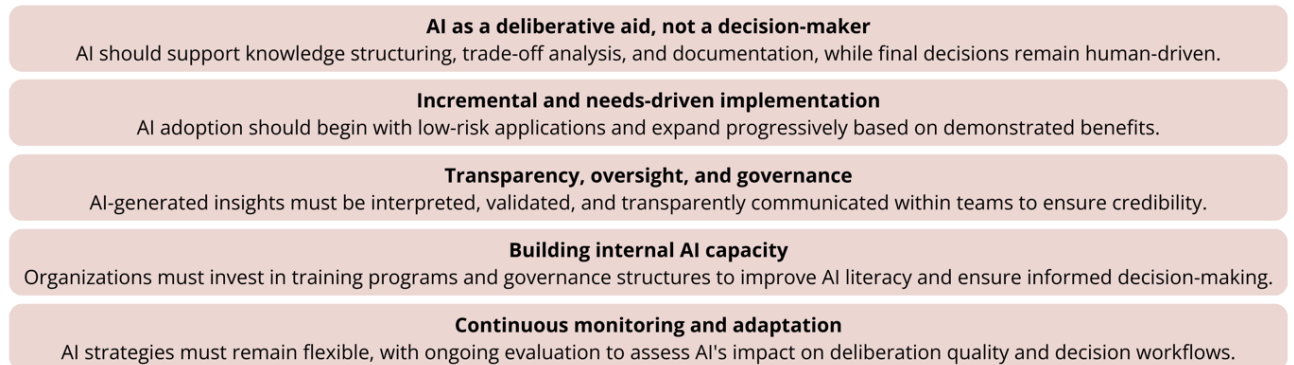 AI as a deliberative aid, not a decision-maker
AI should support knowledge structuring, trade-off analysis, and documentation, while final decisions remain human-driven.
Incremental and needs-driven implementation
AI adoption should begin with low-risk applications and expand progressively based on demonstrated benefits.
Transparency, oversight, and governance
AI-generated insights must be interpreted, validated, and transparently communicated within teams to ensure credibility.
Building internal AI capacity
Organizations must invest in training programs and governance structures to improve AI literacy and ensure informed decision-making.
Continuous monitoring and adaptation
AI strategies must remain flexible, with ongoing evaluation to assess AI's impact on deliberation quality and decision workflows.